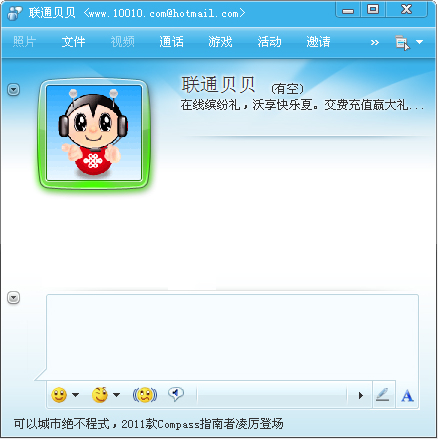 联通贝贝 <www.10010.com@hotmail.com>
照片 文件 视频 通话 游戏 活动 邀请 »
联通贝贝 (有空)
在线缤纷礼，沃享快乐夏。交费充值赢大礼...
A
可以城市绝不程式，2011款Compass指南者凌厉登场